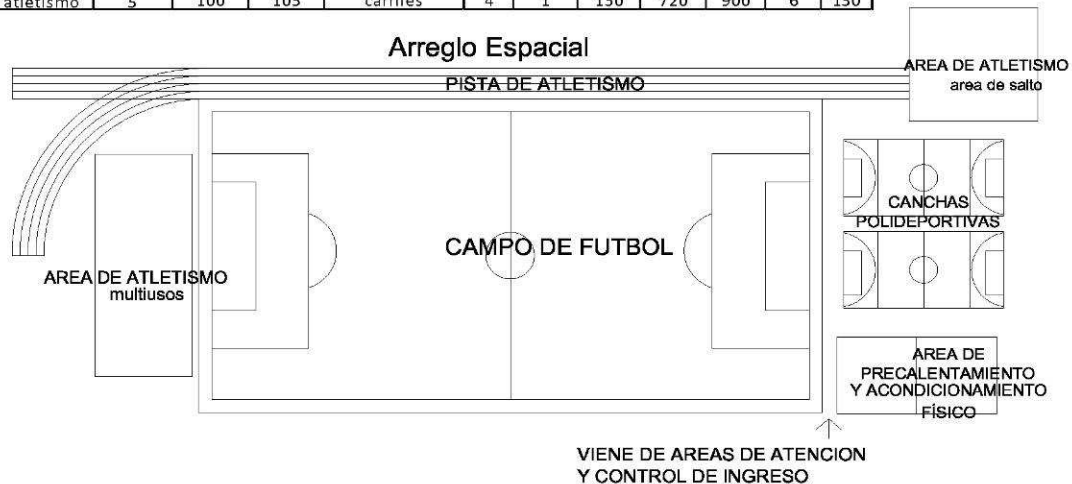 atletismo 5 100 105 carriles 4 1 150 720 900 6 130
Arreglo Espacial
PISTA DE ATLETISMO
AREA DE ATLETISMO
area de salto
CANCHAS
POLIDEPORTIVAS
CAMPO DE FUTBOL
AREA DE ATLETISMO
multiusos
AREA DE
PRECALENTAMIENTO
Y ACONDICIONAMIENTO
FÍSICO
VIENE DE AREAS DE ATENCION
Y CONTROL DE INGRESO